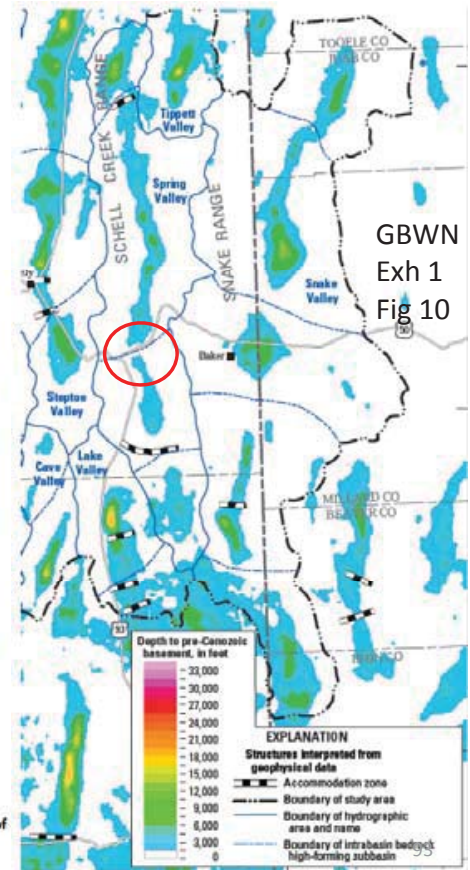 TOOELE CO
JUAB CO
SCHELL CREEK RANGE
Tippett
Valley
Spring
Valley
SNAKE RANGE
Snake
Valley
GBWN
Exh 1
Fig 10
50
Baker
Steptoe
Valley
Lake
Valley
Cave
Valley
MILLARD CO
BEAVER CO
93
Depth to pre-Cenozoic
basement, in feet
33,000
30,000
27,000
24,000
21,000
18,000
15,000
12,000
9,000
6,000
3,000
0
EXPLANATION
Structures interpreted from
geophysical data
Accommodation zone
Boundary of study area
Boundary of hydrographic
area and name
Boundary of intrabasin bedrock
high-forming subbasin
of